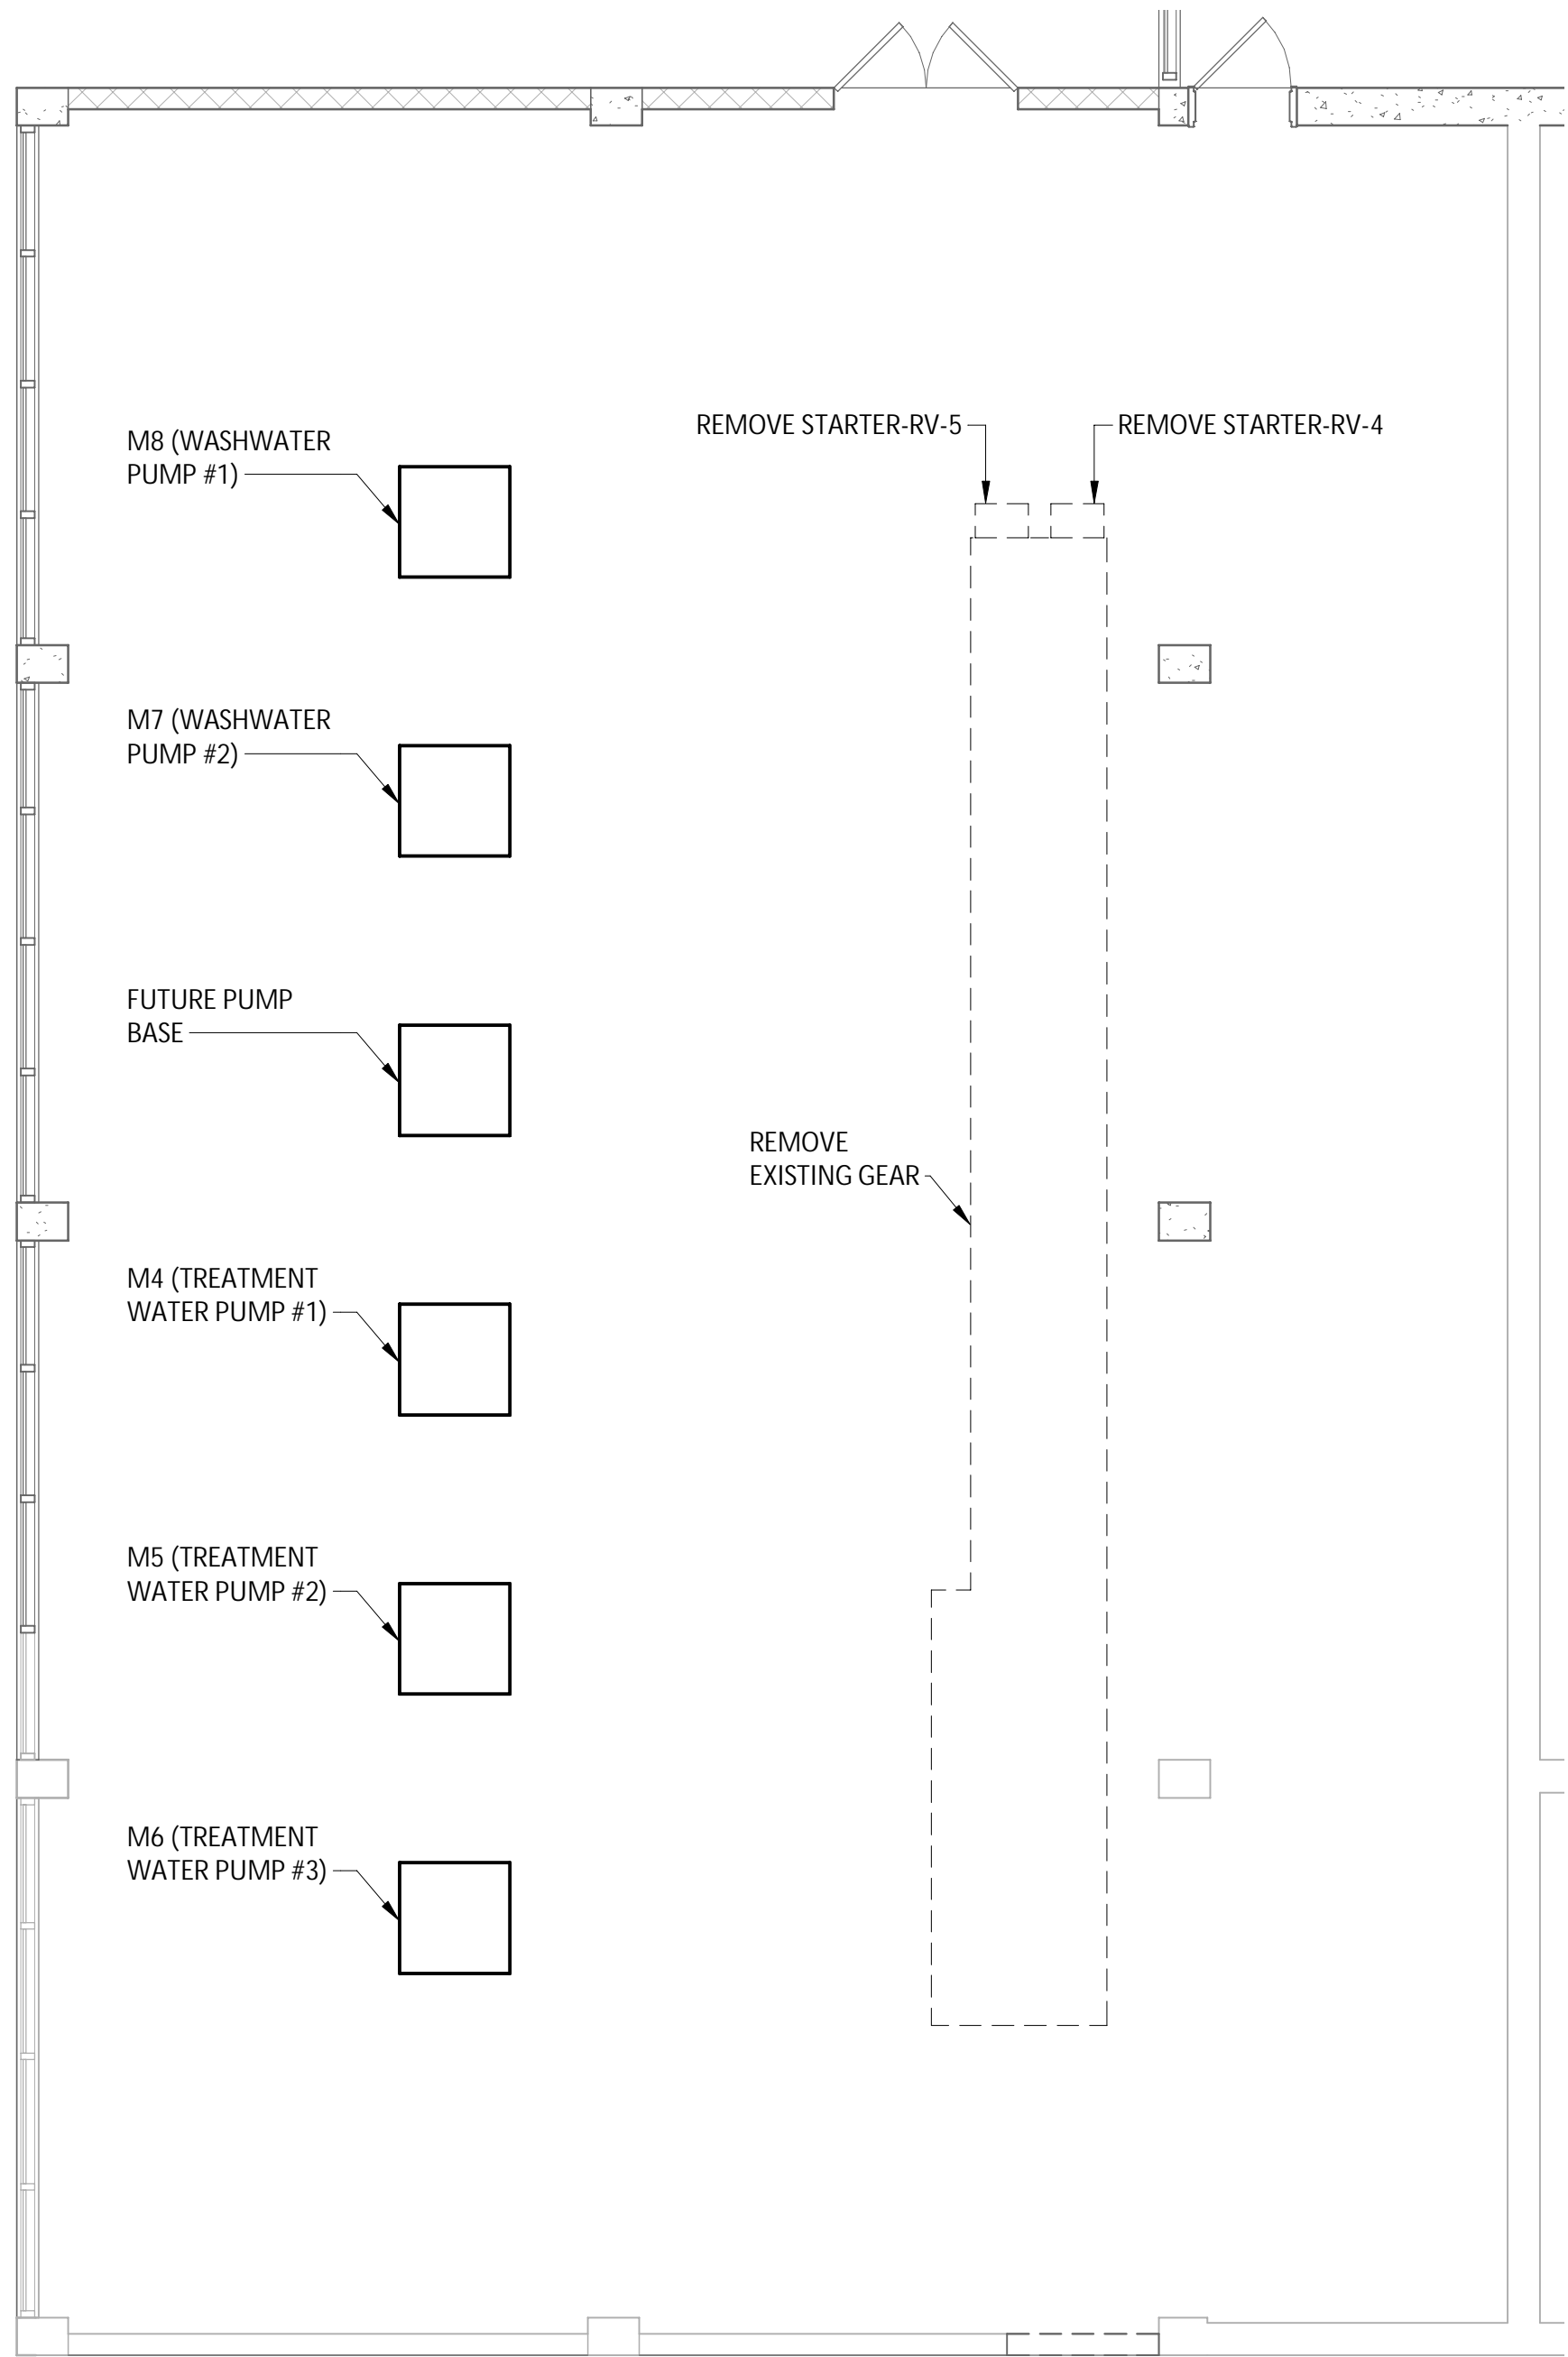 REMOVE STARTER-RV-5
REMOVE STARTER-RV-4
M8 (WASHWATER
PUMP #1)
M7 (WASHWATER
PUMP #2)
FUTURE PUMP
BASE
REMOVE
EXISTING GEAR
M4 (TREATMENT
WATER PUMP #1)
M5 (TREATMENT
WATER PUMP #2)
M6 (TREATMENT
WATER PUMP #3)